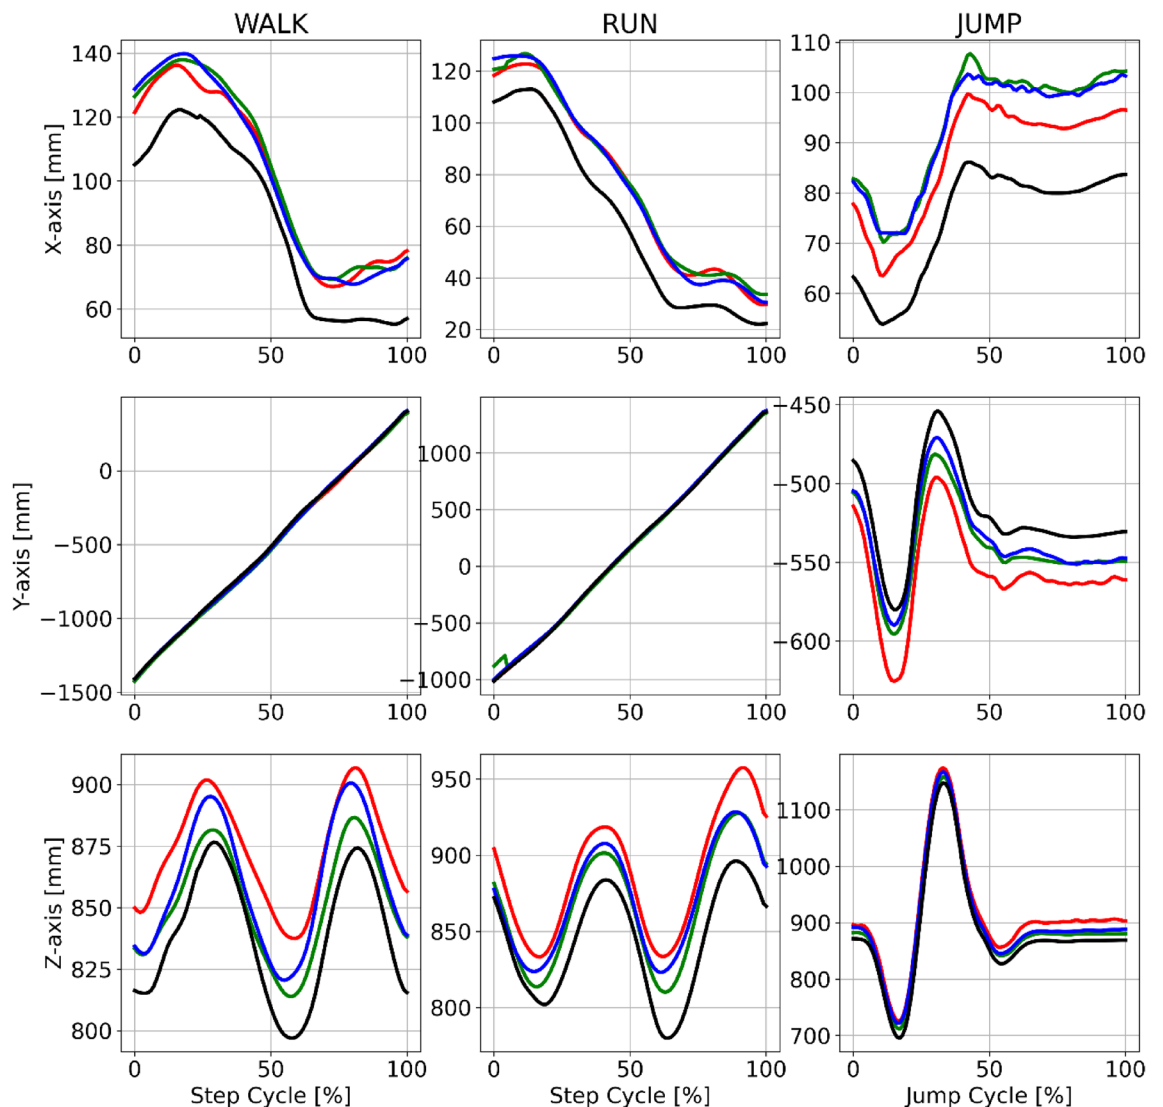 WALK RUN JUMP
X-axis [mm]
140
120
100
80
60
0 50 100
120
100
80
60
40
20
0 50 100
110
100
90
80
70
60
0 50 100
Y-axis [mm]
0
−500
−1000
−1500
0 50 100
1000
500
0
−500
−1000
0 50 100
−450
−500
−550
−600
0 50 100
Z-axis [mm]
900
875
850
825
800
0 50 100
Step Cycle [%]
950
900
850
800
0 50 100
Step Cycle [%]
1100
1000
900
800
700
0 50 100
Jump Cycle [%]